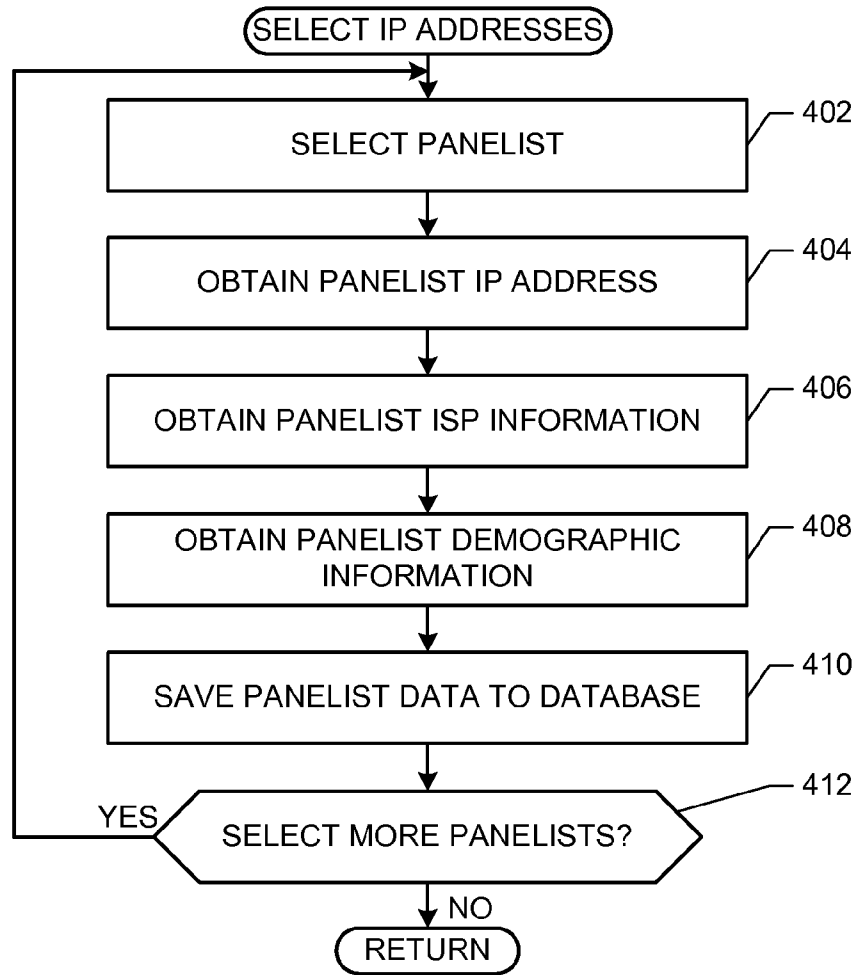 SELECT IP ADDRESSES
402
SELECT PANELIST
404
OBTAIN PANELIST IP ADDRESS
406
OBTAIN PANELIST ISP INFORMATION
408
OBTAIN PANELIST DEMOGRAPHIC
INFORMATION
410
SAVE PANELIST DATA TO DATABASE
412
YES
SELECT MORE PANELISTS?
NO
RETURN